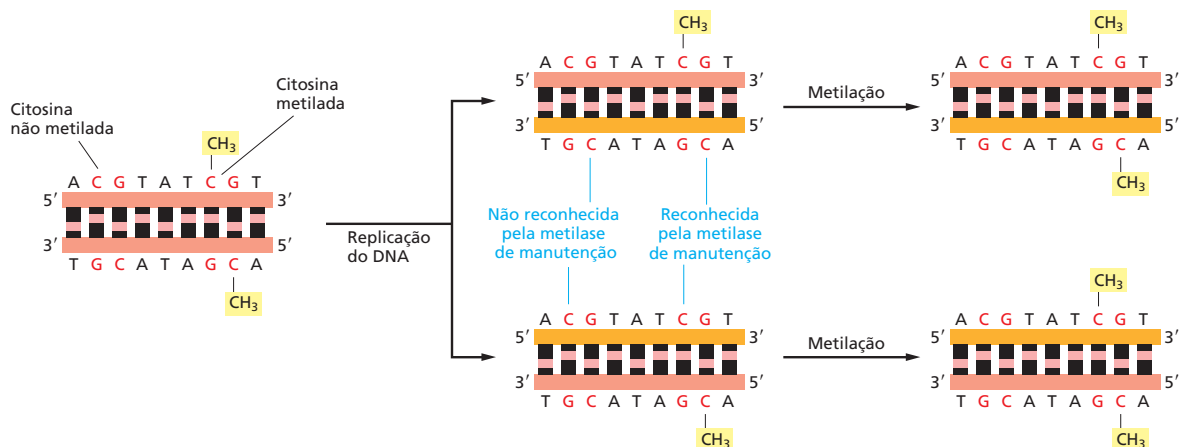 Citosina
não metilada
Citosina
metilada
CH3
5′ A C G T A T C G T 3′
3′ T G C A T A G C A 5′
CH3
Replicação
do DNA
CH3
5′ A C G T A T C G T 3′
3′ T G C A T A G C A 5′
Não reconhecida
pela metilase
de manutenção
Reconhecida
pela metilase
de manutenção
5′ A C G T A T C G T 3′
3′ T G C A T A G C A 5′
CH3
Metilação
CH3
5′ A C G T A T C G T 3′
3′ T G C A T A G C A 5′
CH3
Metilação
CH3
5′ A C G T A T C G T 3′
3′ T G C A T A G C A 5′
CH3